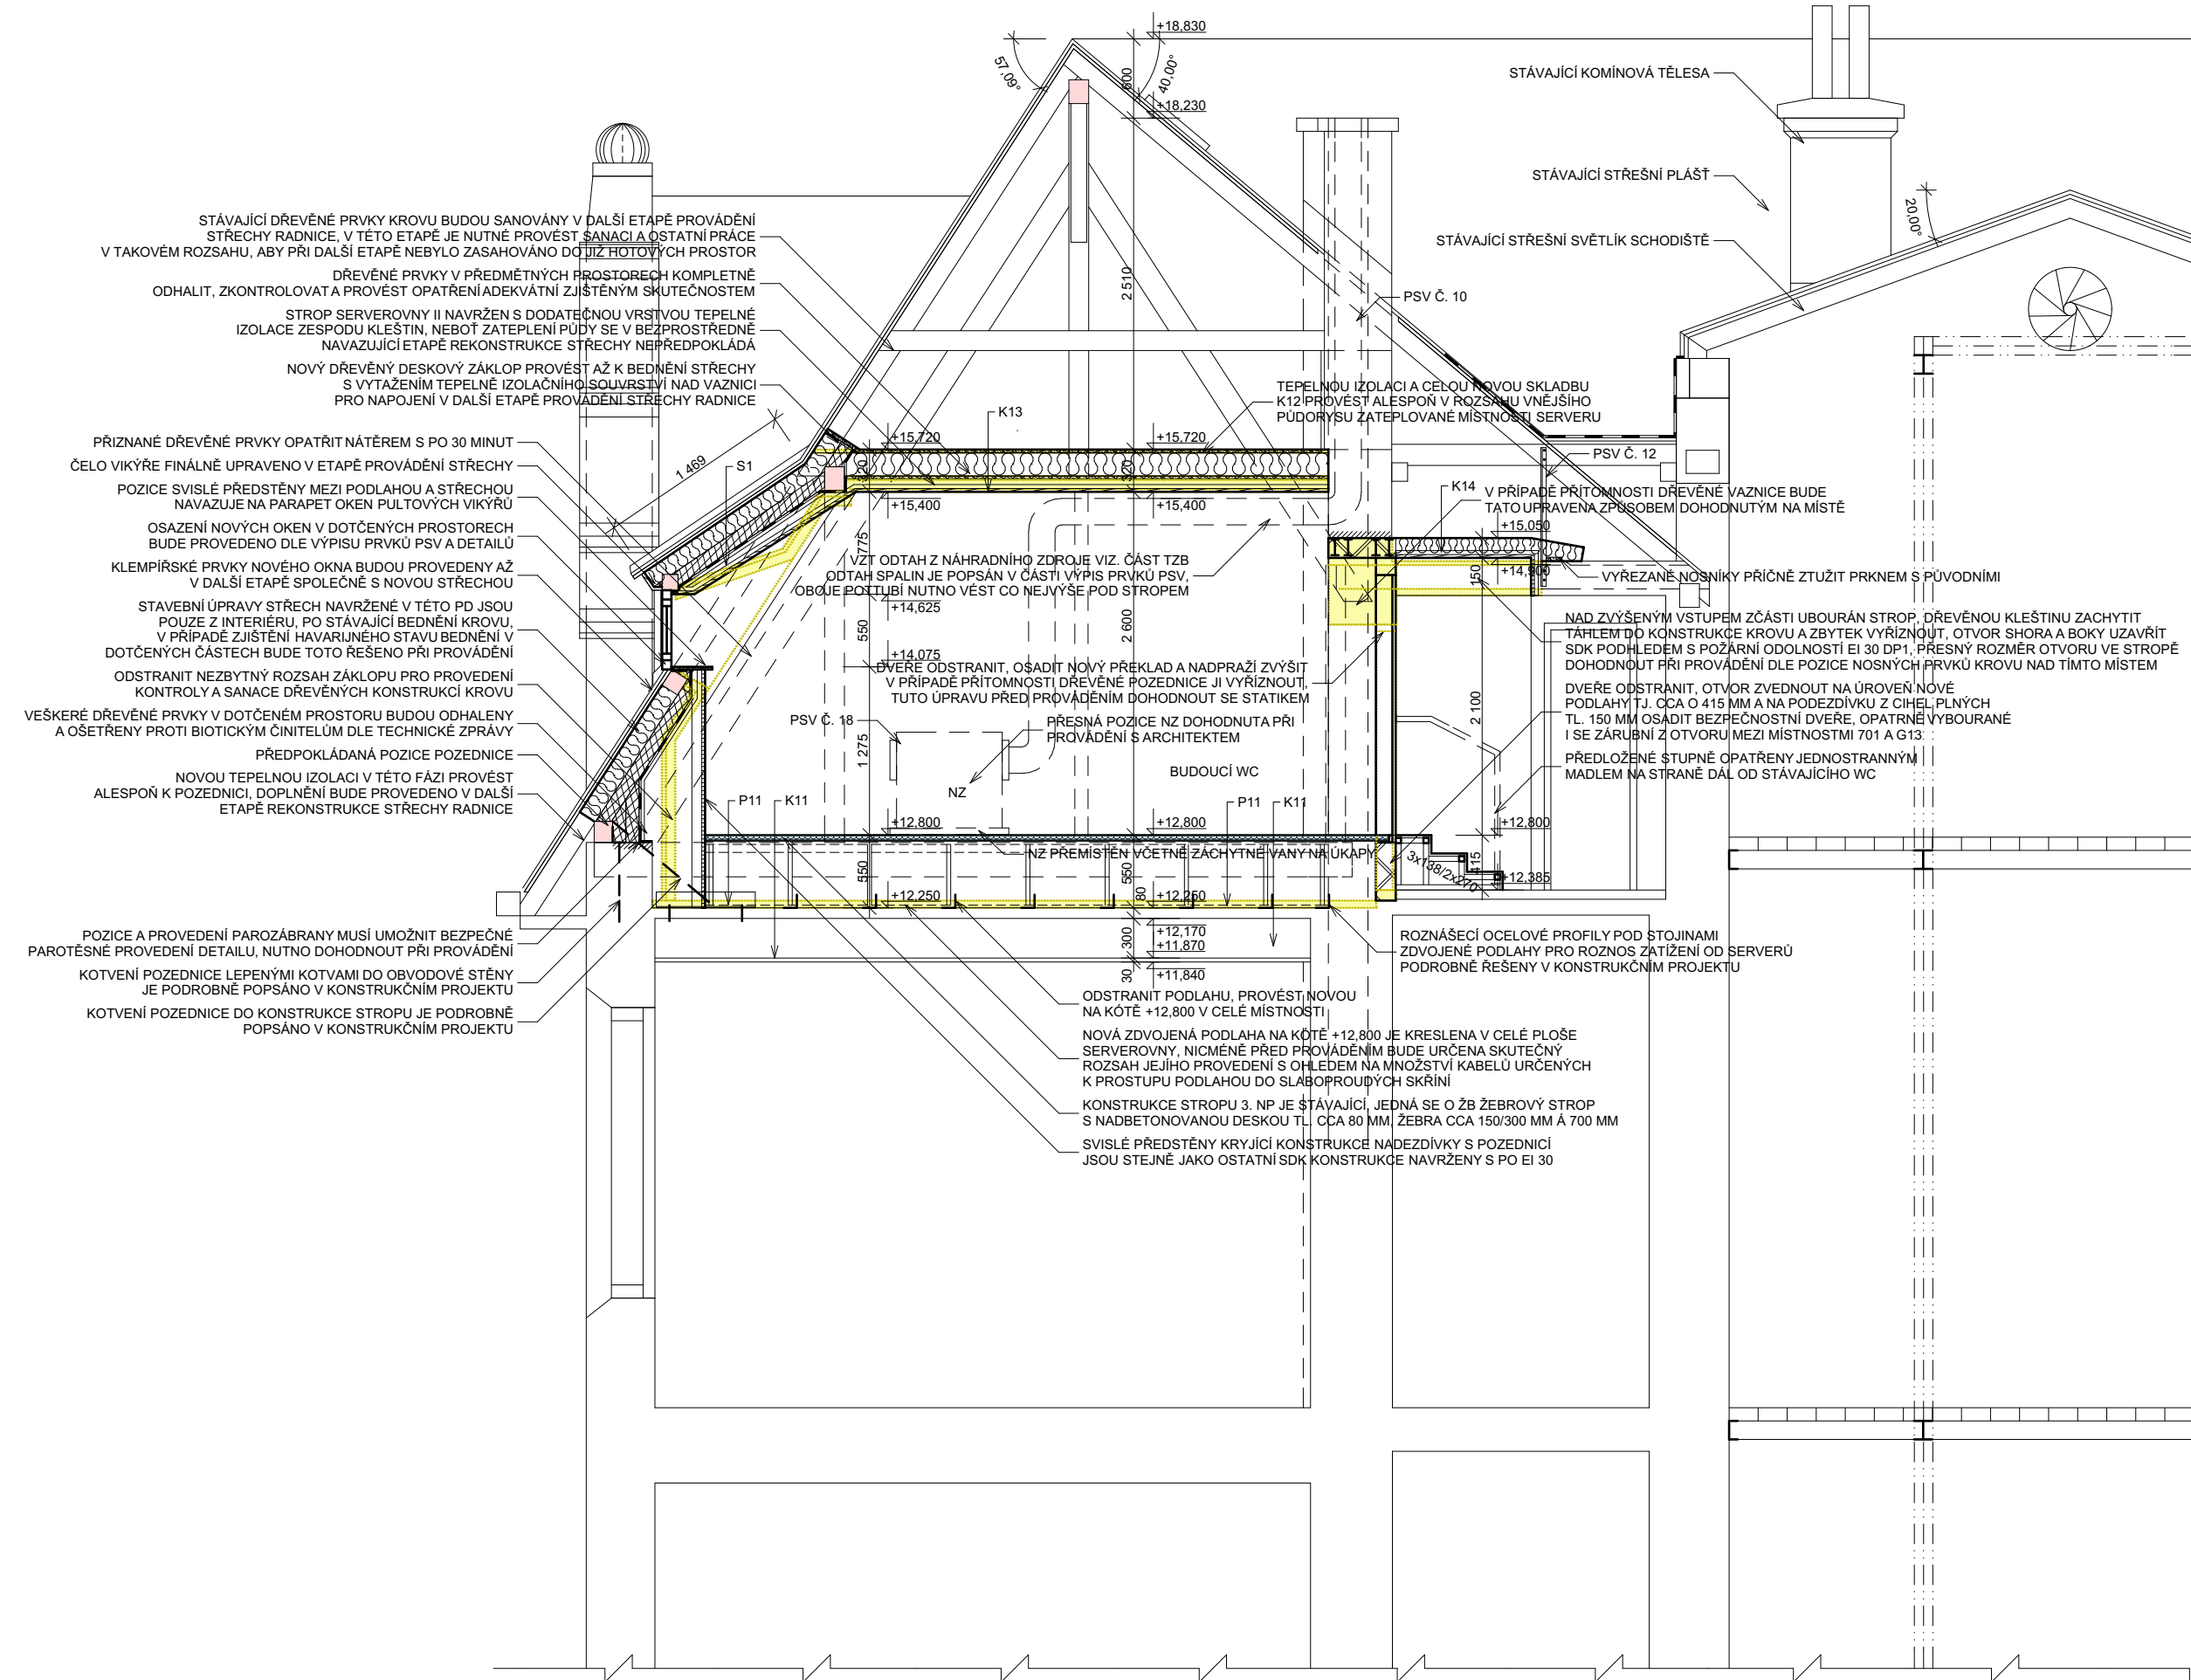 +18,830
57,09°
600
40,00°
+18,230
STÁVAJÍCÍ KOMÍNOVÁ TĚLESA
STÁVAJÍCÍ STŘEŠNÍ PLÁŠŤ
STÁVAJÍCÍ STŘEŠNÍ SVĚTLÍK SCHODIŠTĚ
20,00°
STÁVAJÍCÍ DŘEVĚNÉ PRVKY KROVU BUDOU SANOVÁNY V DALŠÍ ETAPĚ PROVÁDĚNÍ
STŘECHY RADNICE, V TÉTO ETAPĚ JE NUTNÉ PROVÉST SANACI A OSTATNÍ PRÁCE
V TAKOVÉM ROZSAHU, ABY PŘI DALŠÍ ETAPĚ NEBYLO ZASAHOVÁNO DO JIŽ HOTOVÝCH PROSTOR
DŘEVĚNÉ PRVKY V PŘEDMĚTNÝCH PROSTORECH KOMPLETNĚ
ODHALIT, ZKONTROLOVAT A PROVÉST OPATŘENÍ ADEKVÁTNÍ ZJIŠTĚNÝM SKUTEČNOSTEM
STROP SERVEROVNY II NAVRŽEN S DODATEČNOU VRSTVOU TEPELNÉ
IZOLACE ZESPODU KLEŠTIN, NEBOŤ ZATEPLENÍ PŮDY SE V BEZPROSTŘEDNĚ
NAVAZUJÍCÍ ETAPĚ REKONSTRUKCE STŘECHY NEPŘEDPOKLÁDÁ
NOVÝ DŘEVĚNÝ DESKOVÝ ZÁKLOP PROVÉST AŽ K BEDNĚNÍ STŘECHY
S VYTAŽENÍM TEPELNĚ IZOLAČNÍHO SOUVRSTVÍ NAD VAZNICI
PRO NAPOJENÍ V DALŠÍ ETAPĚ PROVÁDĚNÍ STŘECHY RADNICE
2 510
PSV Č. 10
TEPELNOU IZOLACI A CELOU NOVOU SKLADBU
K12 PROVÉST ALESPOŇ V ROZSAHU VNĚJŠÍHO
PŮDORYSU ZATEPLOVANÉ MÍSTNOSTI SERVERU
K13
1 469
S1
+15,720
+15,720
320
320
+15,400
+15,400
PSV Č. 12
K14
V PŘÍPADĚ PŘÍTOMNOSTI DŘEVĚNÉ VAZNICE BUDE
TATO UPRAVENA ZPŮSOBEM DOHODNUTÝM NA MÍSTĚ
+15,050
+14,900
150
VYŘEZANÉ NOSNÍKY PŘÍČNĚ ZTUŽIT PRKNEM S PŮVODNÍMI
PŘIZNANÉ DŘEVĚNÉ PRVKY OPATŘIT NÁTĚREM S PO 30 MINUT
ČELO VIKÝŘE FINÁLNĚ UPRAVENO V ETAPĚ PROVÁDĚNÍ STŘECHY
POZICE SVISLÉ PŘEDSTĚNY MEZI PODLAHOU A STŘECHOU
NAVAZUJE NA PARAPET OKEN PULTOVÝCH VIKÝŘŮ
OSAZENÍ NOVÝCH OKEN V DOTČENÝCH PROSTORECH
BUDE PROVEDENO DLE VÝPISU PRVKŮ PSV A DETAILŮ
KLEMPÍŘSKÉ PRVKY NOVÉHO OKNA BUDOU PROVEDENY AŽ
V DALŠÍ ETAPĚ SPOLEČNĚ S NOVOU STŘECHOU
STAVEBNÍ ÚPRAVY STŘECH NAVRŽENÉ V TÉTO PD JSOU
POUZE Z INTERIÉRU, PO STÁVAJÍCÍ BEDNĚNÍ KROVU,
V PŘÍPADĚ ZJIŠTĚNÍ HAVARIJNÉHO STAVU BEDNĚNÍ V
DOTČENÝCH ČÁSTECH BUDE TOTO ŘEŠENO PŘI PROVÁDĚNÍ
ODSTRANIT NEZBYTNÝ ROZSAH ZÁKLOPU PRO PROVEDENÍ
KONTROLY A SANACE DŘEVĚNÝCH KONSTRUKCÍ KROVU
VEŠKERÉ DŘEVĚNÉ PRVKY V DOTČENÉM PROSTORU BUDOU ODHALENY
A OŠETŘENY PROTI BIOTICKÝM ČINITELŮM DLE TECHNICKÉ ZPRÁVY
PŘEDPOKLÁDANÁ POZICE POZEDNICE
NOVOU TEPELNOU IZOLACI V TÉTO FÁZI PROVÉST
ALESPOŇ K POZEDNICI, DOPLNĚNÍ BUDE PROVEDENO V DALŠÍ
ETAPĚ REKONSTRUKCE STŘECHY RADNICE
775
VZT ODTAH Z NÁHRADNÍHO ZDROJE VIZ. ČÁST TZB
ODTAH SPALIN JE POPSÁN V ČÁSTI VÝPIS PRVKŮ PSV,
OBOJE POTTUBÍ NUTNO VÉST CO NEJVÝŠE POD STROPEM
+14,625
550
2 600
+14,075
DVEŘE ODSTRANIT, OSADIT NOVÝ PŘEKLAD A NADPRAŽÍ ZVÝŠIT
V PŘÍPADĚ PŘÍTOMNOSTI DŘEVĚNÉ POZEDNICE JI VYŘÍZNOUT,
TUTO ÚPRAVU PŘED PROVÁDĚNÍM DOHODNOUT SE STATIKEM
PSV Č. 18
PŘESNÁ POZICE NZ DOHODNUTA PŘI
PROVÁDĚNÍ S ARCHITEKTEM
1 275
BUDOUCÍ WC
NZ
P11
K11
P11
K11
NAD ZVÝŠENÝM VSTUPEM ZČÁSTI UBOURÁN STROP, DŘEVĚNOU KLEŠTINU ZACHYTIT
TÁHLEM DO KONSTRUKCE KROVU A ZBYTEK VYŘÍZNOUT, OTVOR SHORA A BOKY UZAVŘÍT
SDK PODHLEDEM S POŽÁRNÍ ODOLNOSTÍ EI 30 DP1, PŘESNÝ ROZMĚR OTVORU VE STROPĚ
DOHODNOUT PŘI PROVÁDĚNÍ DLE POZICE NOSNÝCH PRVKŮ KROVU NAD TÍMTO MÍSTEM
DVEŘE ODSTRANIT, OTVOR ZVEDNOUT NA ÚROVEŇ NOVÉ
PODLAHY TJ. CCA O 415 MM A NA PODEZDÍVKU Z CIHEL PLNÝCH
TL. 150 MM OSADIT BEZPEČNOSTNÍ DVEŘE, OPATRNĚ VYBOURANÉ
I SE ZÁRUBNÍ Z OTVORU MEZI MÍSTNOSTMI 701 A G13
PŘEDLOŽENÉ STUPNĚ OPATŘENY JEDNOSTRANNÝM
MADLEM NA STRANĚ DÁL OD STÁVAJÍCÍHO WC
2 100
+12,800
+12,800
+12,800
NZ PŘEMÍSTĚN VČETNĚ ZÁCHYTNÉ VANY NA ÚKAPY
3x138/2x270
415
+12,385
550
550
80
+12,250
+12,250
+12,170
300
+11,870
30
+11,840
POZICE A PROVEDENÍ PAROZÁBRANY MUSÍ UMOŽNIT BEZPEČNÉ
PAROTĚSNÉ PROVEDENÍ DETAILU, NUTNO DOHODNOUT PŘI PROVÁDĚNÍ
KOTVENÍ POZEDNICE LEPENÝMI KOTVAMI DO OBVODOVÉ STĚNY
JE PODROBNĚ POPSÁNO V KONSTRUKČNÍM PROJEKTU
KOTVENÍ POZEDNICE DO KONSTRUKCE STROPU JE PODROBNĚ
POPSÁNO V KONSTRUKČNÍM PROJEKTU
ROZNÁŠECÍ OCELOVÉ PROFILY POD STOJINAMI
ZDVOJENÉ PODLAHY PRO ROZNOS ZATÍŽENÍ OD SERVERŮ
PODROBNĚ ŘEŠENY V KONSTRUKČNÍM PROJEKTU
ODSTRANIT PODLAHU, PROVÉST NOVOU
NA KÓTĚ +12,800 V CELÉ MÍSTNOSTI
NOVÁ ZDVOJENÁ PODLAHA NA KÓTĚ +12,800 JE KRESLENA V CELÉ PLOŠE
SERVEROVNY, NICMÉNĚ PŘED PROVÁDĚNÍM BUDE URČENA SKUTEČNÝ
ROZSAH JEJÍHO PROVEDENÍ S OHLEDEM NA MNOŽSTVÍ KABELŮ URČENÝCH
K PROSTUPU PODLAHOU DO SLABOPROUDÝCH SKŘÍNÍ
KONSTRUKCE STROPU 3. NP JE STÁVAJÍCÍ, JEDNÁ SE O ŽB ŽEBROVÝ STROP
S NADBETONOVANOU DESKOU TL. CCA 80 MM, ŽEBRA CCA 150/300 MM Á 700 MM
SVISLÉ PŘEDSTĚNY KRYJÍCÍ KONSTRUKCE NADEZDÍVKY S POZEDNICÍ
JSOU STEJNĚ JAKO OSTATNÍ SDK KONSTRUKCE NAVRŽENY S PO EI 30